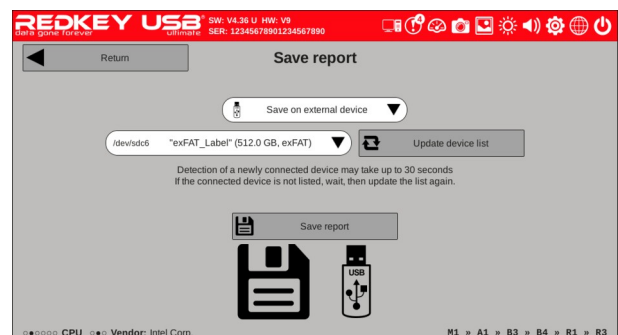 REDKEY USB®
data gone forever
ultimate
SW: V4.36 U HW: V9
SER: 12345678901234567890
Return
Save report
Save on external device
/dev/sdc6 "exFAT_Label" (512.0 GB, exFAT)
Update device list
Detection of a newly connected device may take up to 30 seconds
If the connected device is not listed, wait, then update the list again.
Save report
USB
CPU Vendor: Intel Corp.
M1 » A1 » B3 » B4 » R1 » R3